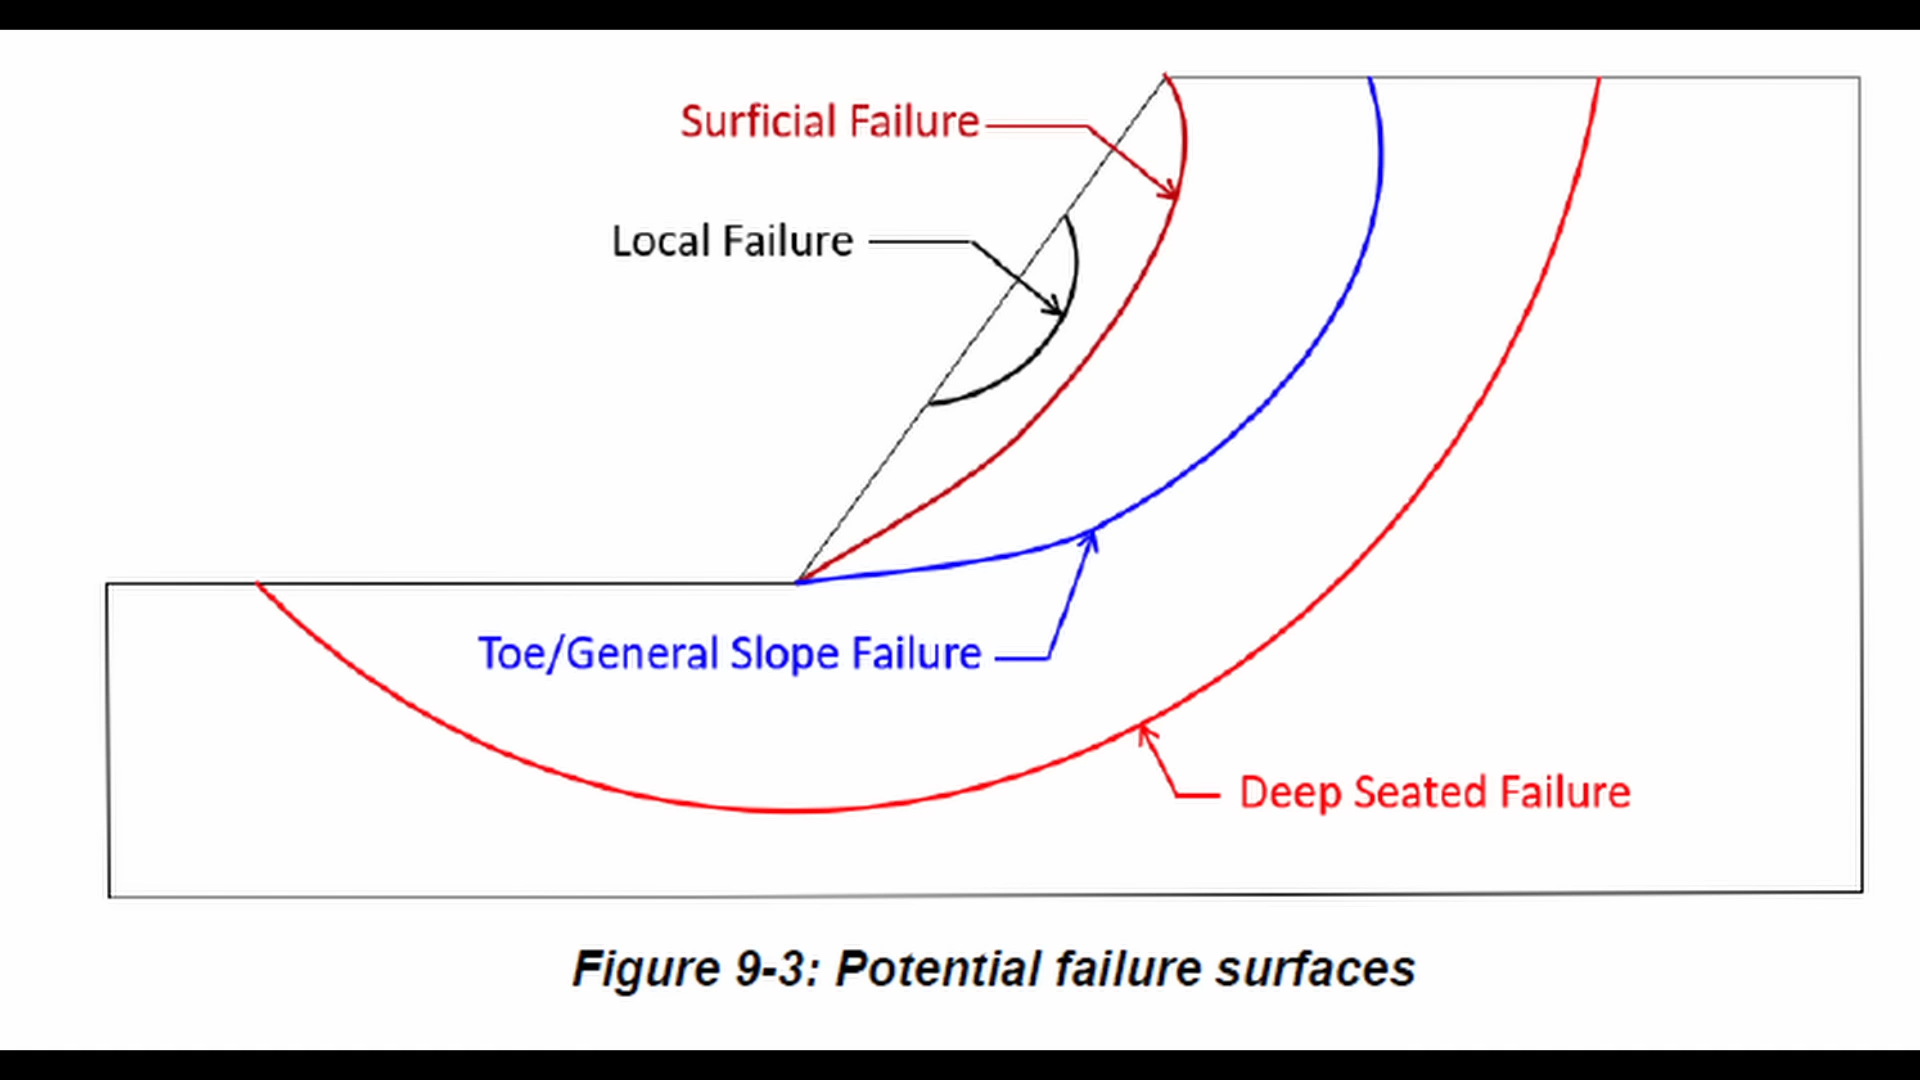 Surficial Failure
Local Failure
Toe/General Slope Failure
Deep Seated Failure
Figure 9-3: Potential failure surfaces